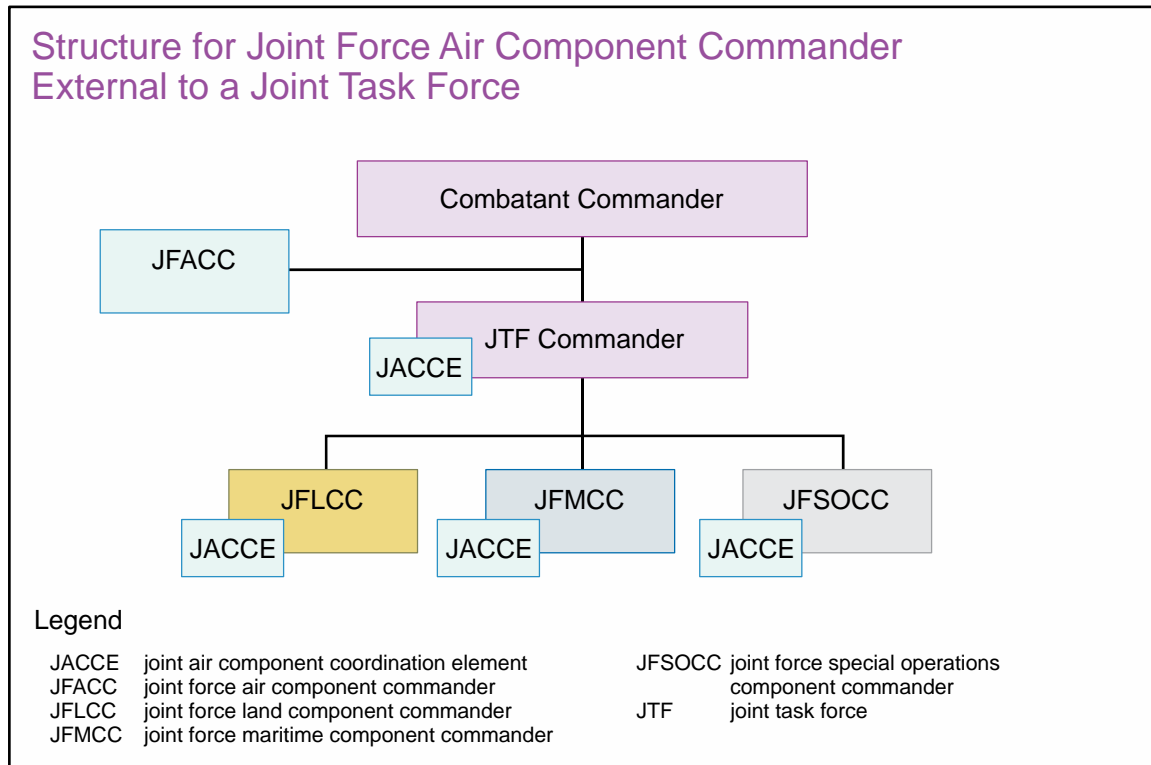 Structure for Joint Force Air Component Commander
External to a Joint Task Force
Combatant Commander
JFACC
JTF Commander
JACCE
JFLCC
JFMCC
JFSOCC
JACCE
JACCE
JACCE
Legend
JACCE joint air component coordination element
JFACC joint force air component commander
JFLCC joint force land component commander
JFMCC joint force maritime component commander
JFSOCC joint force special operations
component commander
JTF joint task force